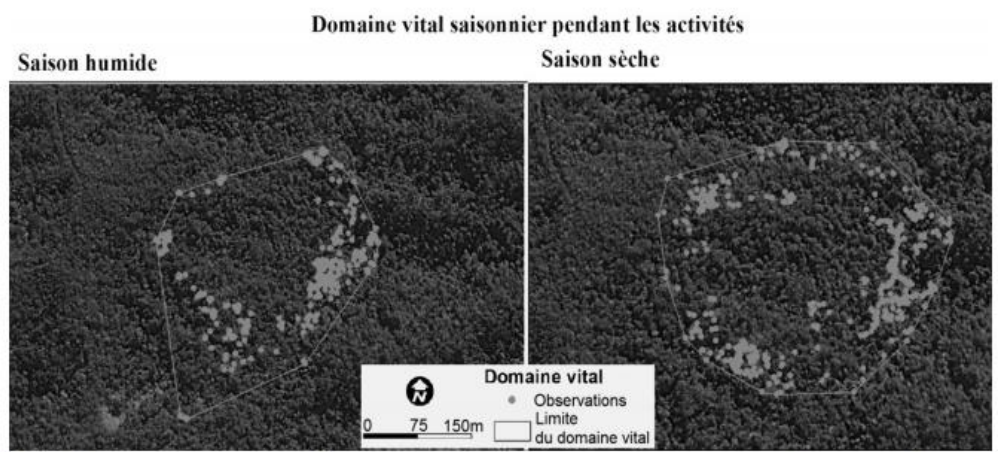 Domaine vital saisonnier pendant les activités
Saison humide
Saison sèche
Domaine vital
N
Observations
0 75 150m
Limite
du domaine vital